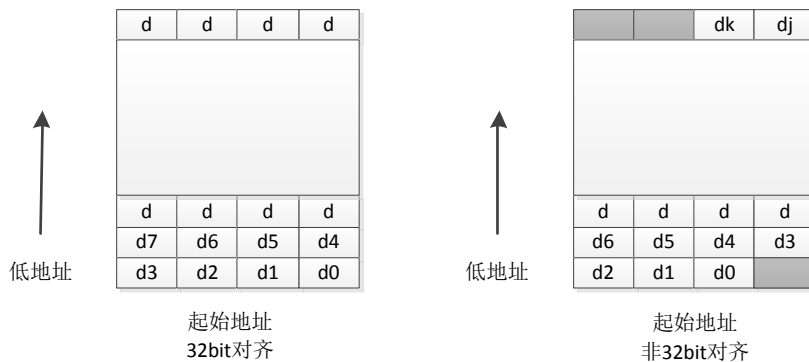 d d d d
d d d d
d7 d6 d5 d4
d3 d2 d1 d0
低地址
起始地址
32bit对齐
dk dj
d d d d
d6 d5 d4 d3
d2 d1 d0
低地址
起始地址
非32bit对齐